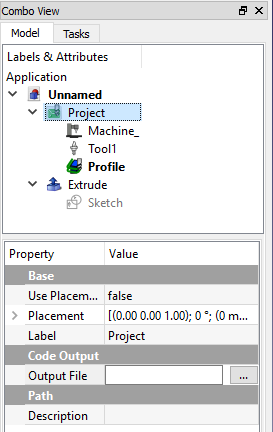 Combo View
Model Tasks
Labels & Attributes
Application
Unnamed
Project
Machine_
Tool1
Profile
Extrude
Sketch
Property Value
Base
Use Placem... false
Placement [(0.00 0.00 1.00); 0 °; (0 m...
Label Project
Code Output
Output File ...
Path
Description